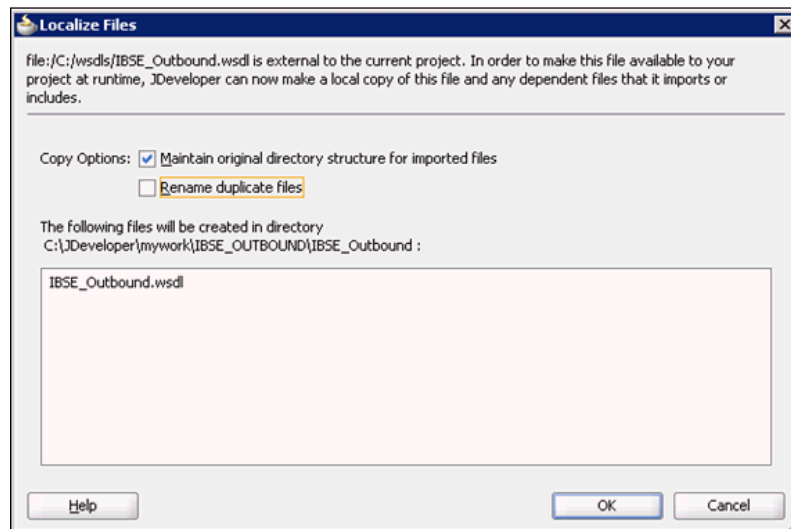 Localize Files
file:/C:/wsdls/IBSE_Outbound.wsdl is external to the current project. In order to make this file available to your
project at runtime, JDeveloper can now make a local copy of this file and any dependent files that it imports or
includes.
Copy Options: Maintain original directory structure for imported files
Rename duplicate files
The following files will be created in directory
C:\JDeveloper\mywork\IBSE_OUTBOUND\IBSE_Outbound :
IBSE_Outbound.wsdl
Help OK Cancel